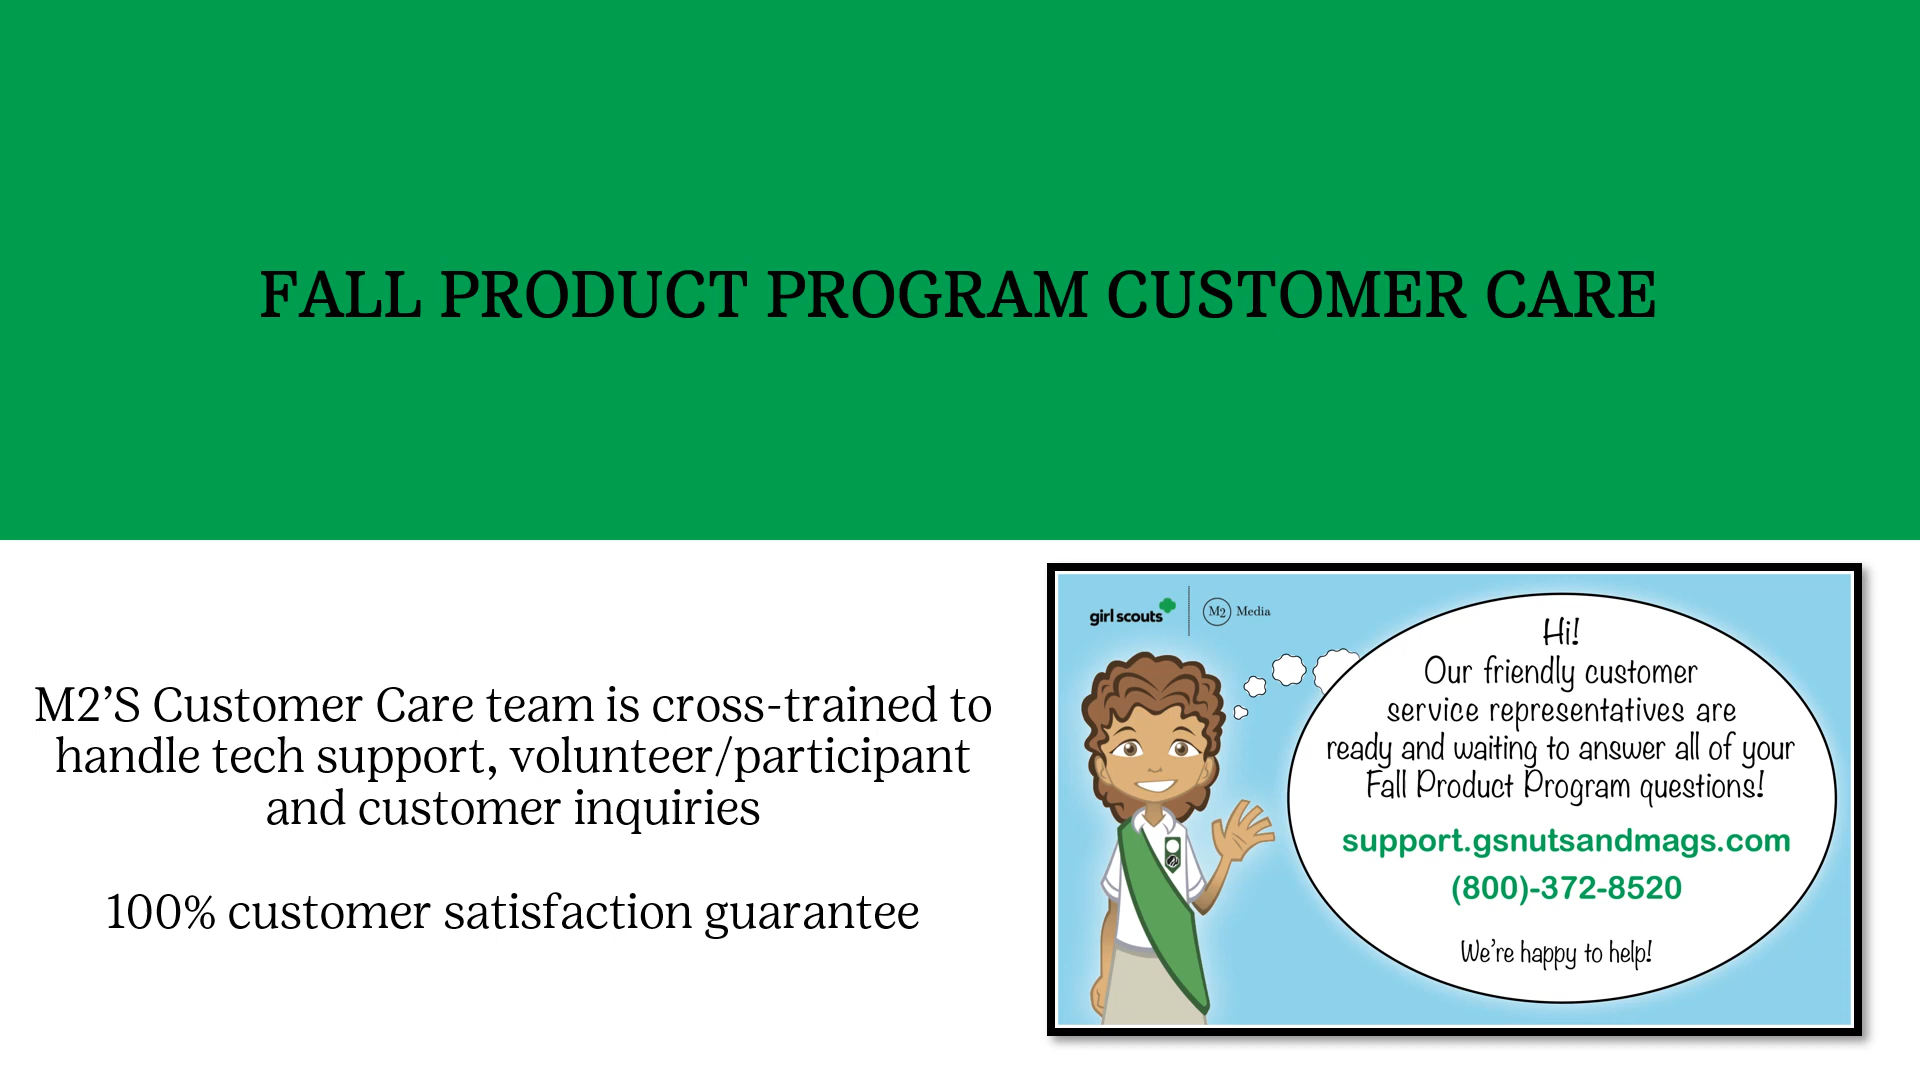 FALL PRODUCT PROGRAM CUSTOMER CARE
M2’S Customer Care team is cross-trained to
handle tech support, volunteer/participant
and customer inquiries
100% customer satisfaction guarantee
girl scouts
M2 Media
Hi!
Our friendly customer
service representatives are
ready and waiting to answer all of your
Fall Product Program questions!
support.gsnutsandmags.com
(800)-372-8520
We’re happy to help!